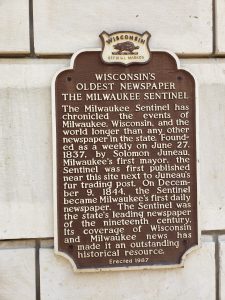 WISCONSIN
OFFICIAL MARKER
WISCONSIN'S
OLDEST NEWSPAPER
THE MILWAUKEE SENTINEL
The Milwaukee Sentinel has
chronicled the events of
Milwaukee, Wisconsin, and the
world longer than any other
newspaper in the state. Found-
ed as a weekly on June 27,
1837, by Solomon Juneau,
Milwaukee's first mayor, the
Sentinel was first published
near this site next to Juneau's
fur trading post. On Decem-
ber 9, 1844, the Sentinel
became Milwaukee's first daily
newspaper. The Sentinel was
the state's leading newspaper
of the nineteenth century.
Its coverage of Wisconsin
and Milwaukee news has
made it an outstanding
historical resource.
Erected 1987